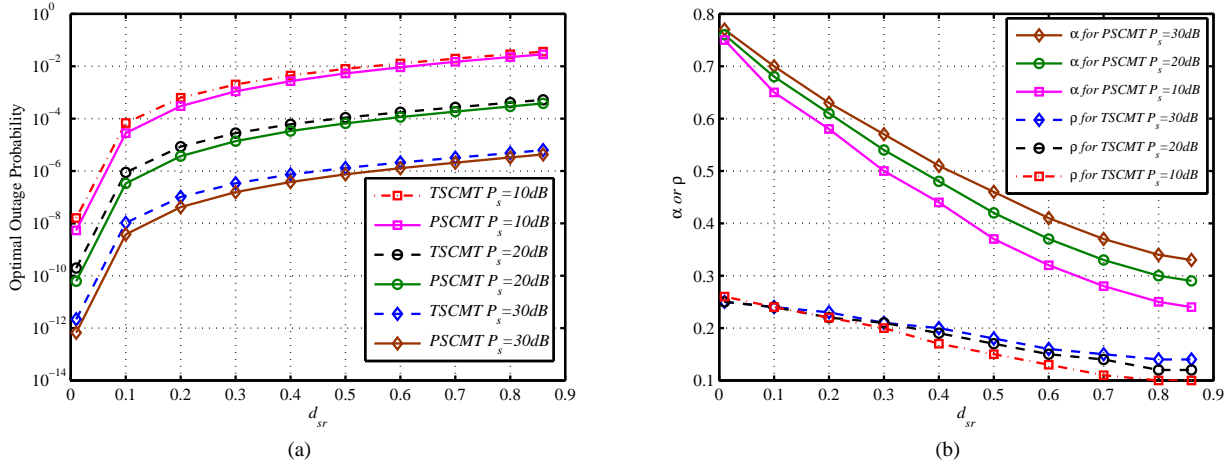 10^0
10^−2
10^−4
10^−6
10^−8
10^−10
10^−12
10^−14
Optimal Outage Probability
TSCMT P_s=10dB
PSCMT P_s=10dB
TSCMT P_s=20dB
PSCMT P_s=20dB
TSCMT P_s=30dB
PSCMT P_s=30dB
0 0.1 0.2 0.3 0.4 0.5 0.6 0.7 0.8 0.9
d_sr
(a)
0.8
0.7
0.6
0.5
0.4
0.3
0.2
0.1
α or ρ
α for PSCMT P_s=30dB
α for PSCMT P_s=20dB
α for PSCMT P_s=10dB
ρ for TSCMT P_s=30dB
ρ for TSCMT P_s=20dB
ρ for TSCMT P_s=10dB
0 0.1 0.2 0.3 0.4 0.5 0.6 0.7 0.8 0.9
d_sr
(b)